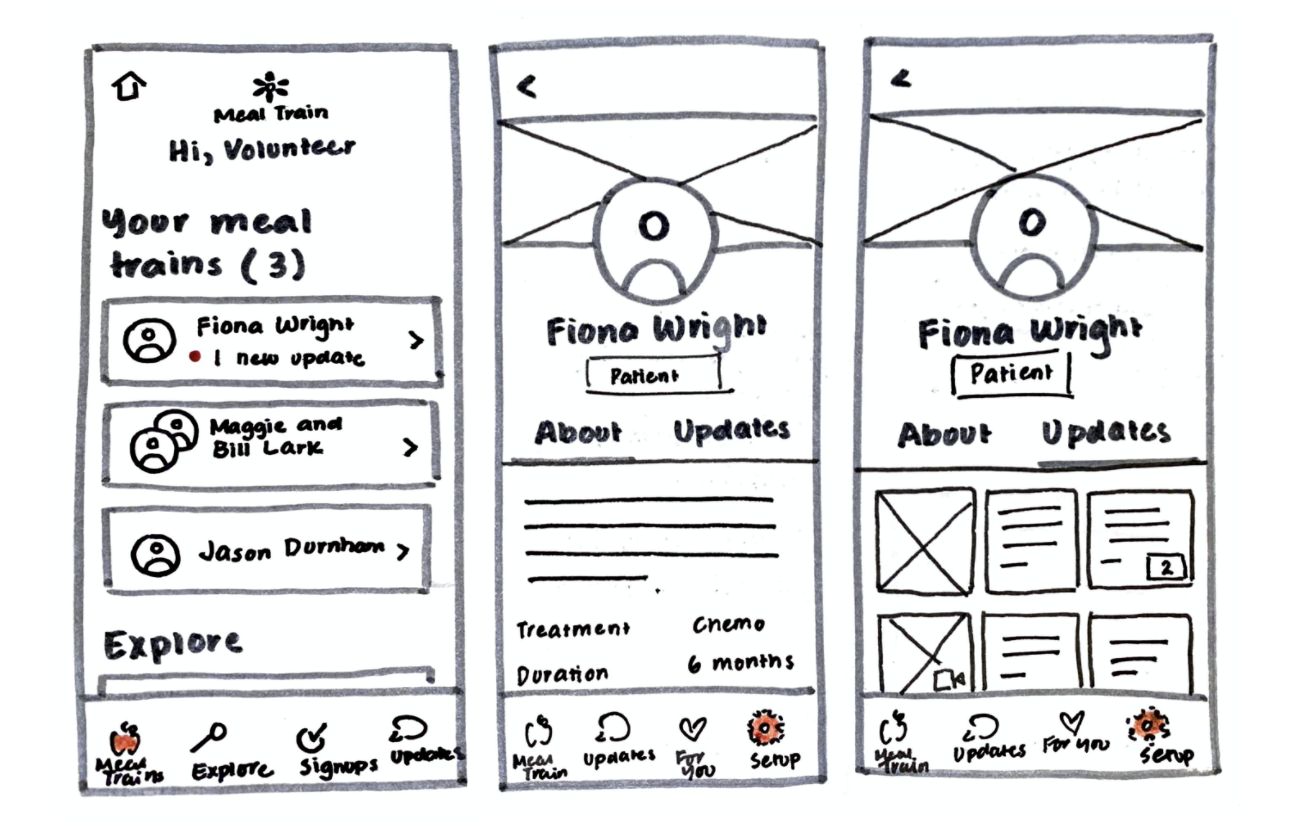 Meal Train
Hi, Volunteer
Your meal
trains (3)
Fiona Wright
1 new update
Maggie and
Bill Lark
Jason Durnham
Explore
Meal
Trains
Explore
Signups
Updates
Fiona Wright
Patient
About Updates
Treatment Chemo
Duration 6 months
Meal
Train
Updates
For
You
Setup
Fiona Wright
Patient
About Updates
2
Meal
Train
Updates
For you
Setup